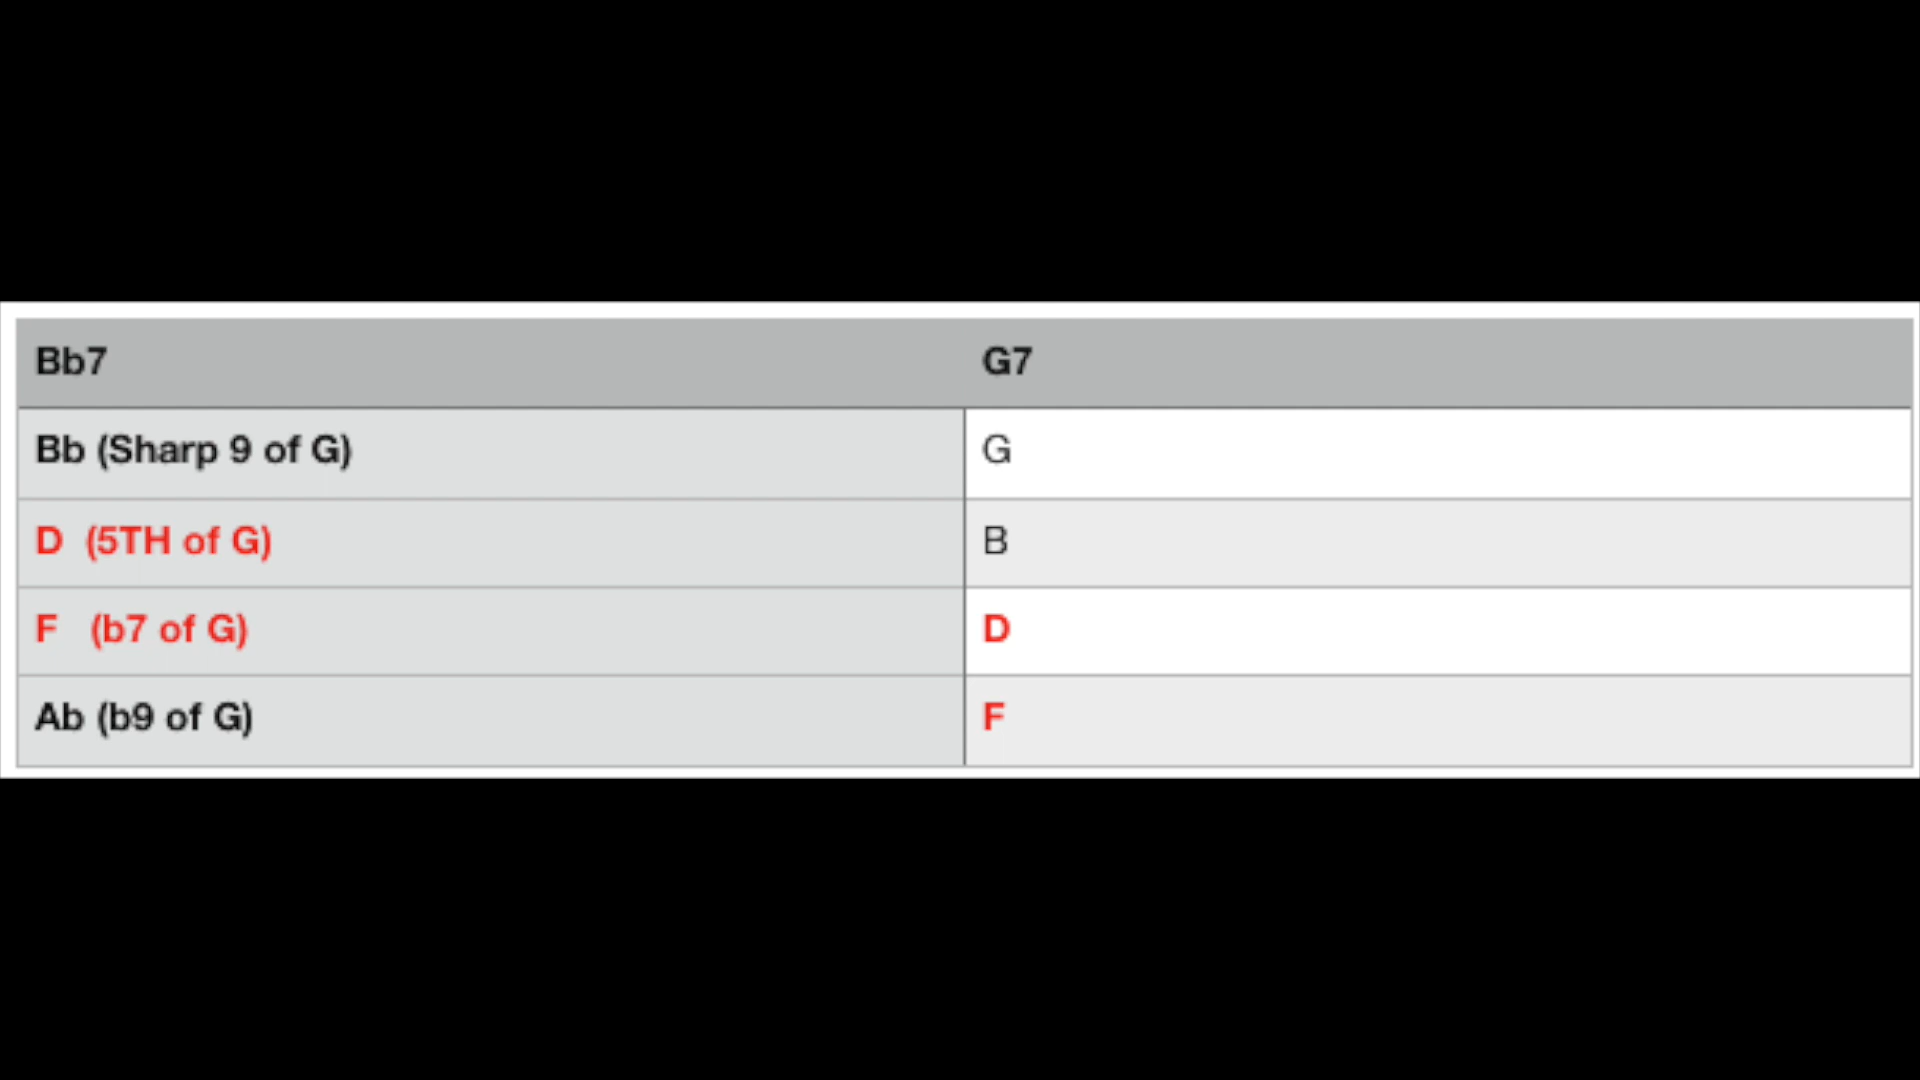 Bb7 G7
Bb (Sharp 9 of G) G
D (5TH of G) B
F (b7 of G) D
Ab (b9 of G) F